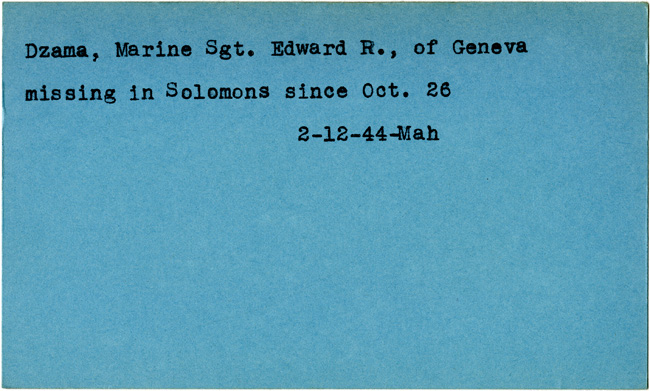 Dzama, Marine Sgt. Edward R., of Geneva
missing in Solomons since Oct. 26
2-12-44-Mah